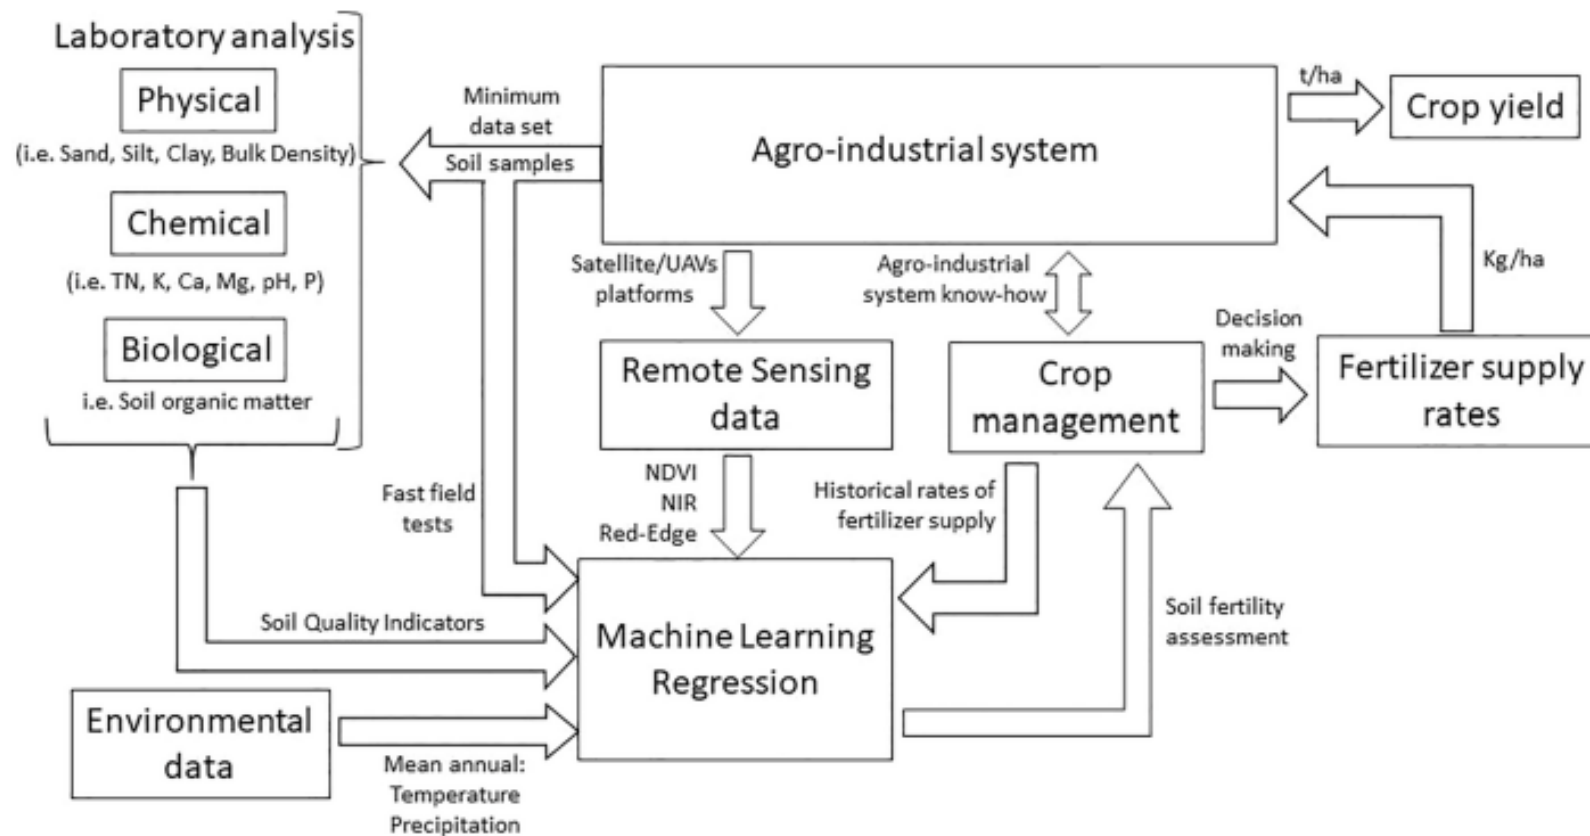 Laboratory analysis
Physical
(i.e. Sand, Silt, Clay, Bulk Density)
Chemical
(i.e. TN, K, Ca, Mg, pH, P)
Biological
i.e. Soil organic matter
Minimum
data set
Soil samples
Agro-industrial system
t/ha
Crop yield
Satellite/UAVs
platforms
Agro-industrial
system know-how
Kg/ha
Remote Sensing
data
Crop
management
Decision
making
Fertilizer supply
rates
Fast field
tests
NDVI
NIR
Red-Edge
Historical rates of
fertilizer supply
Soil Quality Indicators
Machine Learning
Regression
Soil fertility
assessment
Environmental
data
Mean annual:
Temperature
Precipitation